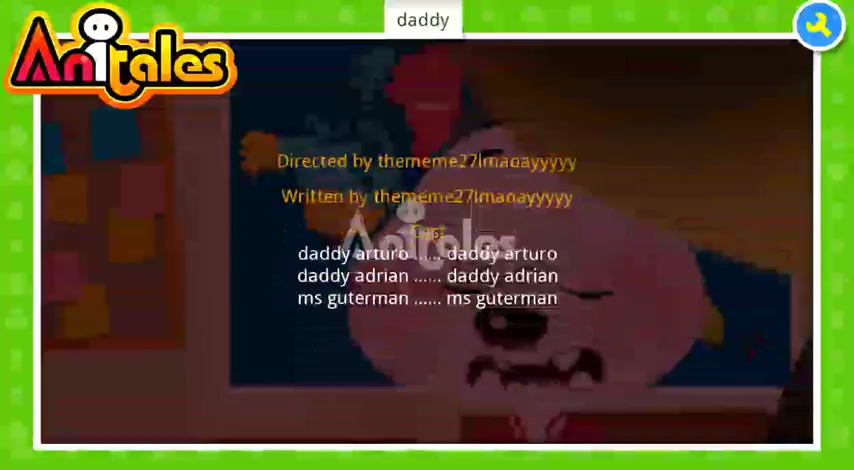 daddy
Anitales
Directed by thememe27lmaoayyyyy
Written by thememe27lmaoayyyyy
Cast
Anitales
daddy arturo ...... daddy arturo
daddy adrian ...... daddy adrian
ms guterman ...... ms guterman